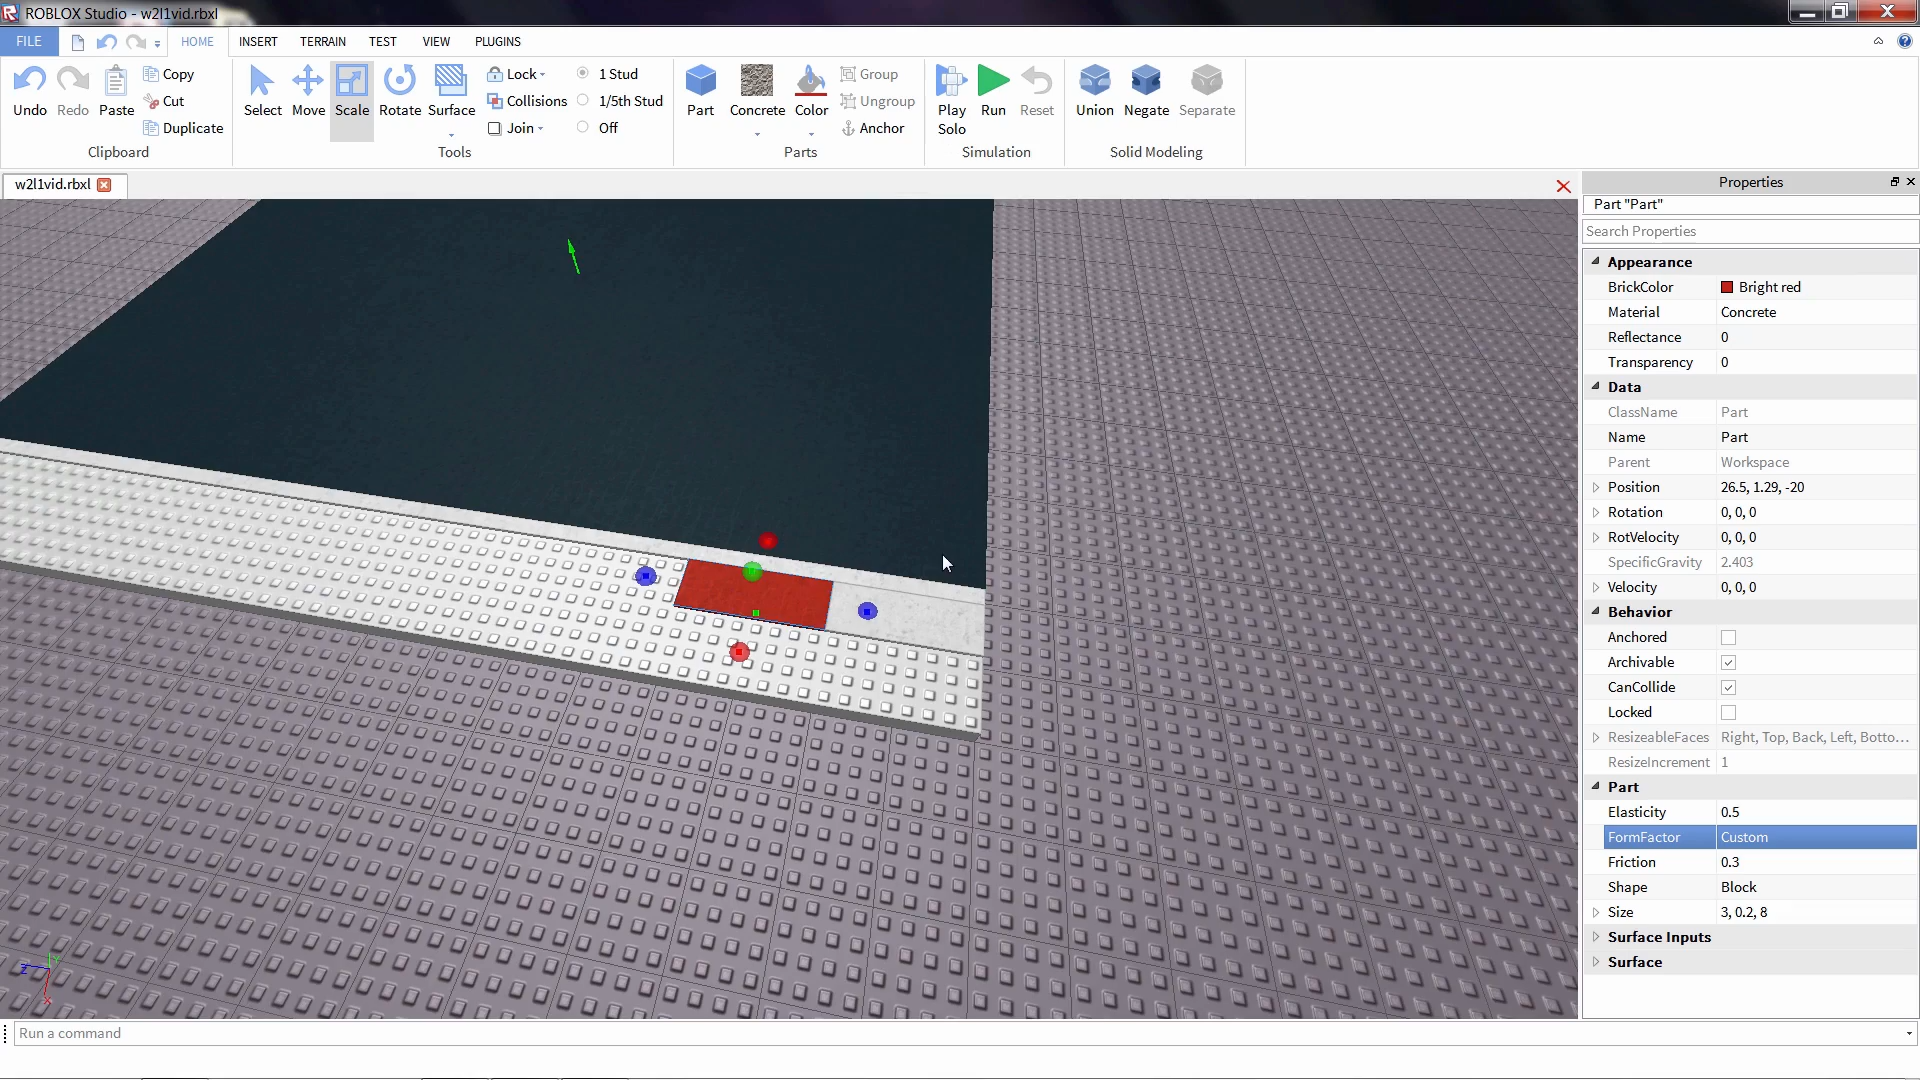 ROBLOX Studio - w2l1vid.rbxl
FILE HOME INSERT TERRAIN TEST VIEW PLUGINS
Undo Redo Paste Copy Cut Duplicate
Clipboard
Select Move Scale Rotate Surface Lock Collisions Join 1 Stud 1/5th Stud Off
Tools
Part Concrete Color Group Ungroup Anchor
Parts
Play Solo Run Reset
Simulation
Union Negate Separate
Solid Modeling
w2l1vid.rbxl
Properties
Part "Part"
Search Properties
Appearance
BrickColor Bright red
Material Concrete
Reflectance 0
Transparency 0
Data
ClassName Part
Name Part
Parent Workspace
Position 26.5, 1.29, -20
Rotation 0, 0, 0
RotVelocity 0, 0, 0
SpecificGravity 2.403
Velocity 0, 0, 0
Behavior
Anchored
Archivable
CanCollide
Locked
ResizeableFaces Right, Top, Back, Left, Botto...
ResizeIncrement 1
Part
Elasticity 0.5
FormFactor Custom
Friction 0.3
Shape Block
Size 3, 0.2, 8
Surface Inputs
Surface
Z Y X
Run a command